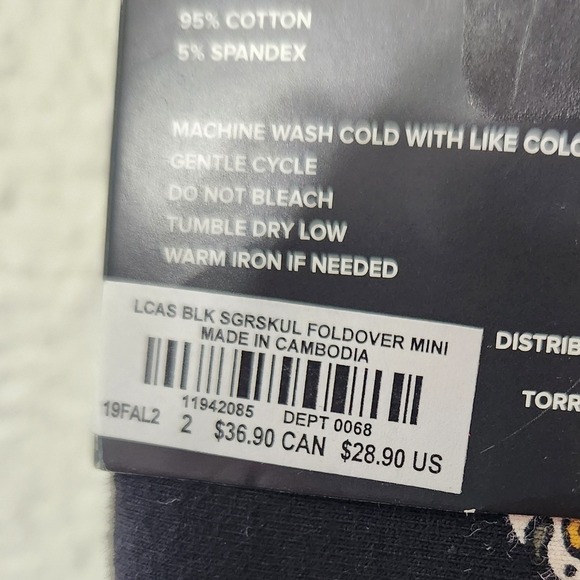 95% COTTON
5% SPANDEX
MACHINE WASH COLD WITH LIKE COLO
GENTLE CYCLE
DO NOT BLEACH
TUMBLE DRY LOW
WARM IRON IF NEEDED
LCAS BLK SGRSKUL FOLDOVER MINI
MADE IN CAMBODIA
11942085 DEPT 0068
19FAL2 2 $36.90 CAN $28.90 US
DISTRIB
TORR